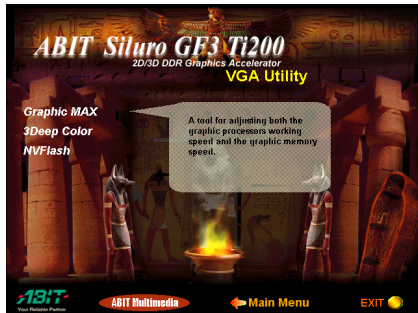 ABIT Siluro GF3 Ti200
2D/3D DDR Graphics Accelerator
VGA Utility
Graphic MAX
3Deep Color
NVFlash
A tool for adjusting both the
graphic processors working
speed and the graphic memory
speed.
ABIT
Your Reliable Partner
ABIT Multimedia
Main Menu
EXIT